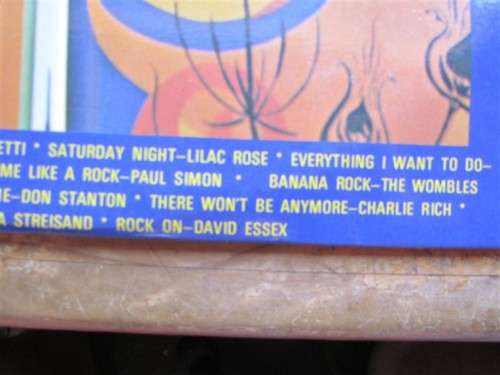 ETTI * SATURDAY NIGHT–LILAC ROSE * EVERYTHING I WANT TO DO–
ME LIKE A ROCK–PAUL SIMON * BANANA ROCK–THE WOMBLES
E–DON STANTON * THERE WON'T BE ANYMORE–CHARLIE RICH *
A STREISAND * ROCK ON–DAVID ESSEX